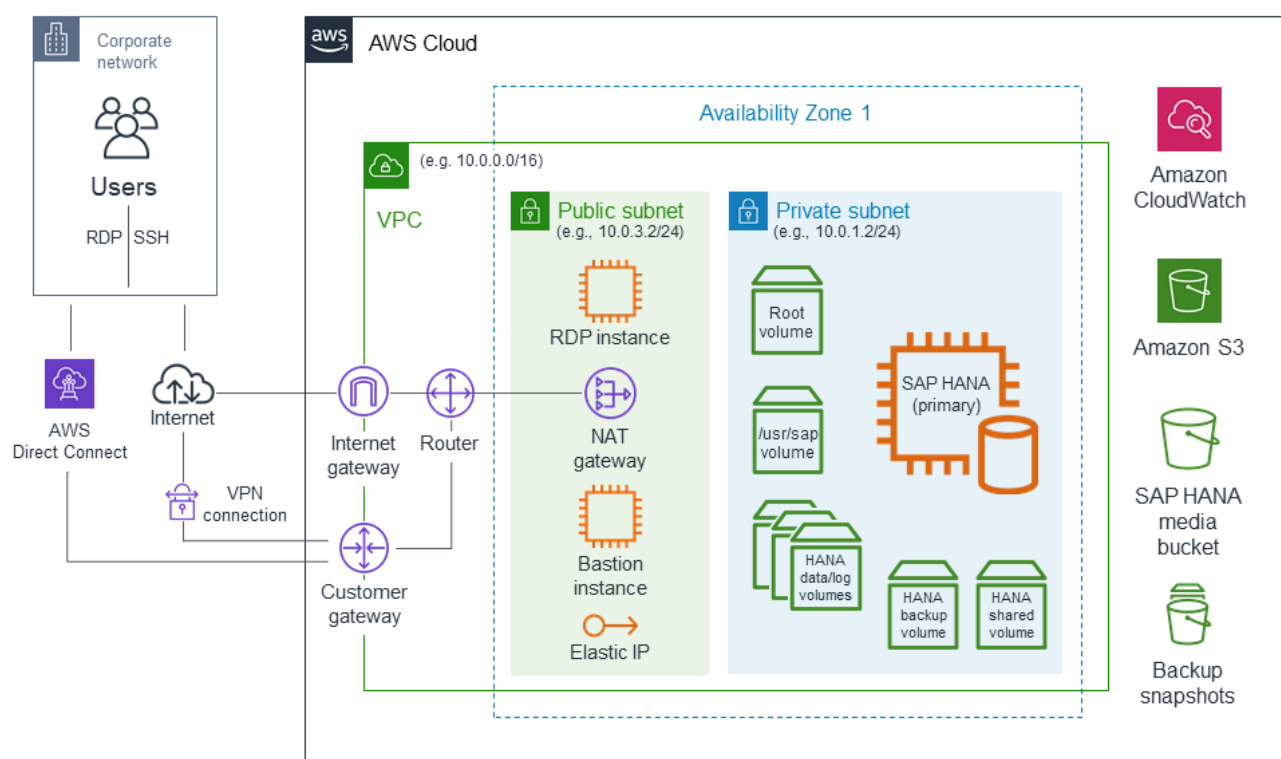 Corporate
network
Users
RDP
SSH
AWS
Direct Connect
Internet
VPN
connection
aws
AWS Cloud
Availability Zone 1
(e.g. 10.0.0.0/16)
VPC
Internet
gateway
Router
Customer
gateway
Public subnet
(e.g., 10.0.3.2/24)
RDP instance
NAT
gateway
Bastion
instance
Elastic IP
Private subnet
(e.g., 10.0.1.2/24)
Root
volume
/usr/sap
volume
SAP HANA
(primary)
HANA
data/log
volumes
HANA
backup
volume
HANA
shared
volume
Amazon
CloudWatch
Amazon S3
SAP HANA
media
bucket
Backup
snapshots